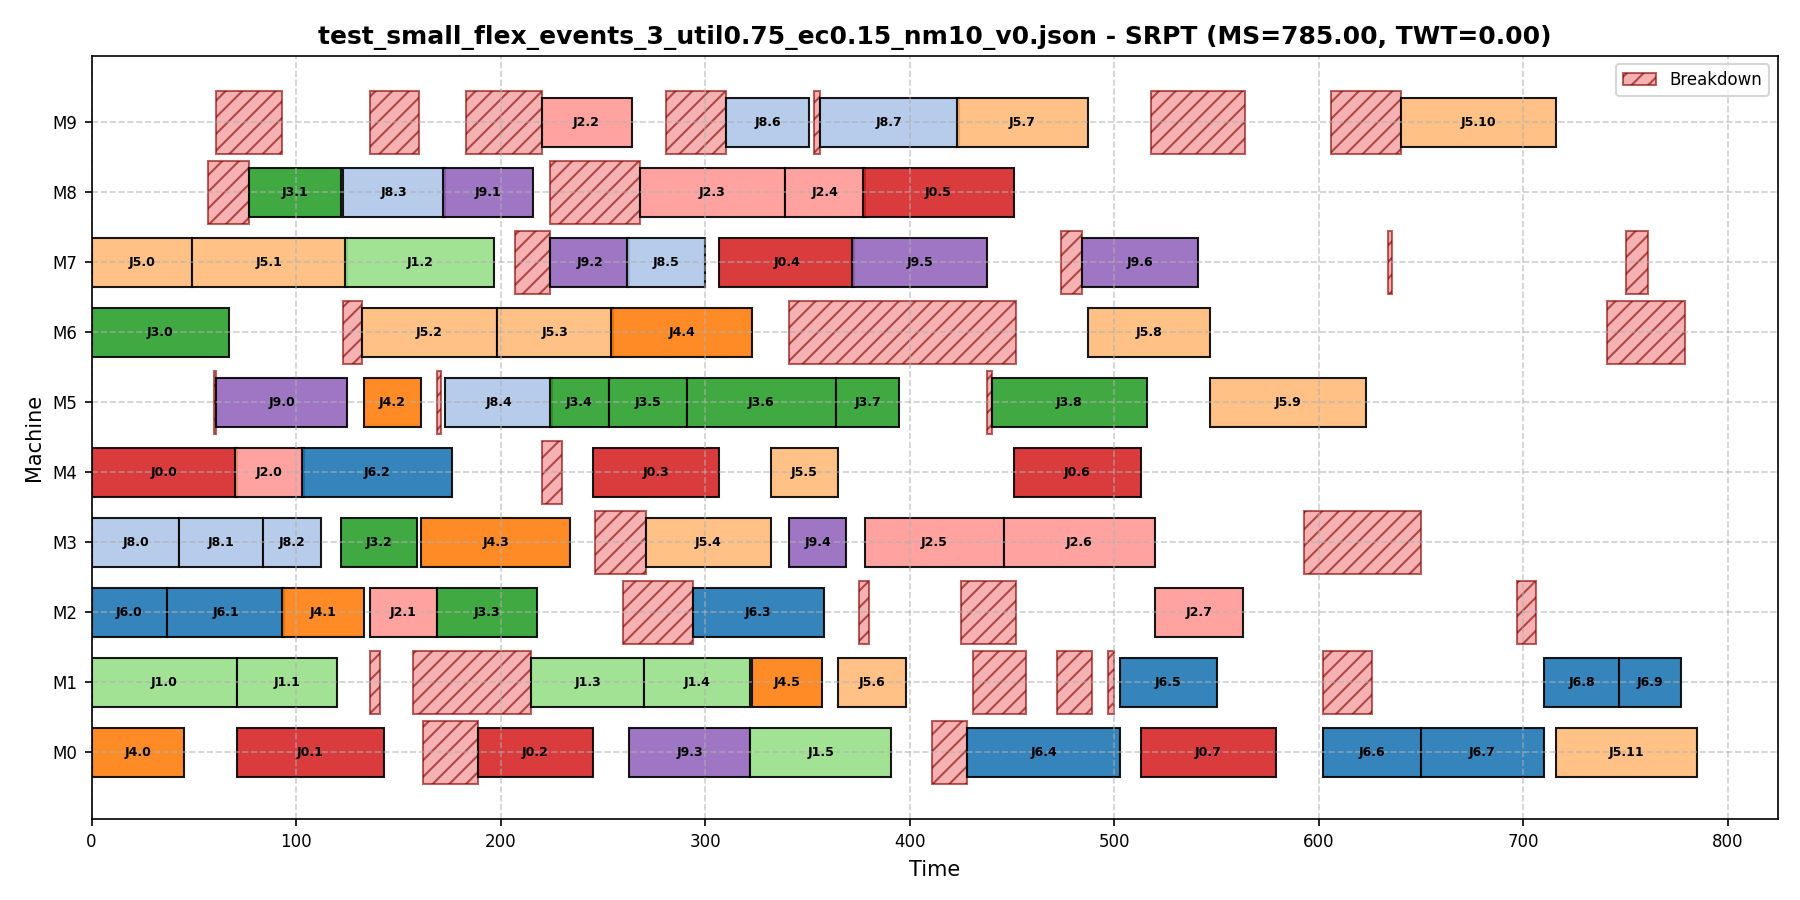 test_small_flex_events_3_util0.75_ec0.15_nm10_v0.json - SRPT (MS=785.00, TWT=0.00)
Breakdown
M9 J2.2 J8.6 J8.7 J5.7 J5.10
M8 J3.1 J8.3 J9.1 J2.3 J2.4 J0.5
M7 J5.0 J5.1 J1.2 J9.2 J8.5 J0.4 J9.5 J9.6
M6 J3.0 J5.2 J5.3 J4.4 J5.8
M5 J9.0 J4.2 J8.4 J3.4 J3.5 J3.6 J3.7 J3.8 J5.9
M4 J0.0 J2.0 J6.2 J0.3 J5.5 J0.6
M3 J8.0 J8.1 J8.2 J3.2 J4.3 J5.4 J9.4 J2.5 J2.6
M2 J6.0 J6.1 J4.1 J2.1 J3.3 J6.3 J2.7
M1 J1.0 J1.1 J1.3 J1.4 J4.5 J5.6 J6.5 J6.8 J6.9
M0 J4.0 J0.1 J0.2 J9.3 J1.5 J6.4 J0.7 J6.6 J6.7 J5.11
Machine
0 100 200 300 400 500 600 700 800
Time